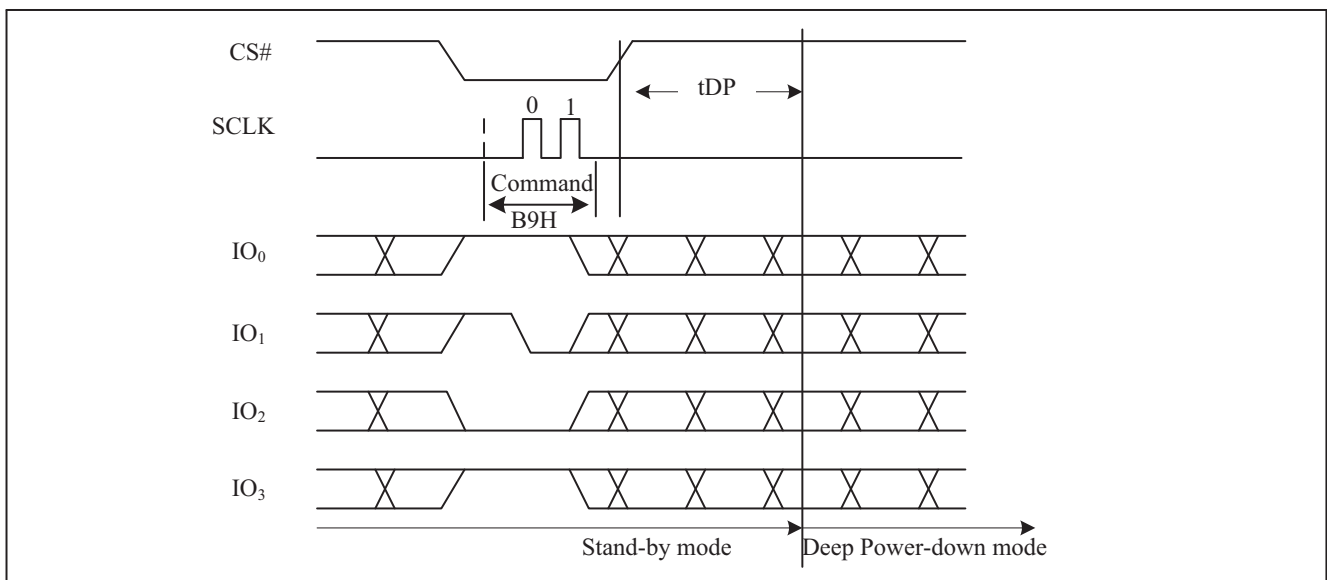 CS#
tDP
SCLK
0 1
Command
B9H
IO₀
IO₁
IO₂
IO₃
Stand-by mode
Deep Power-down mode